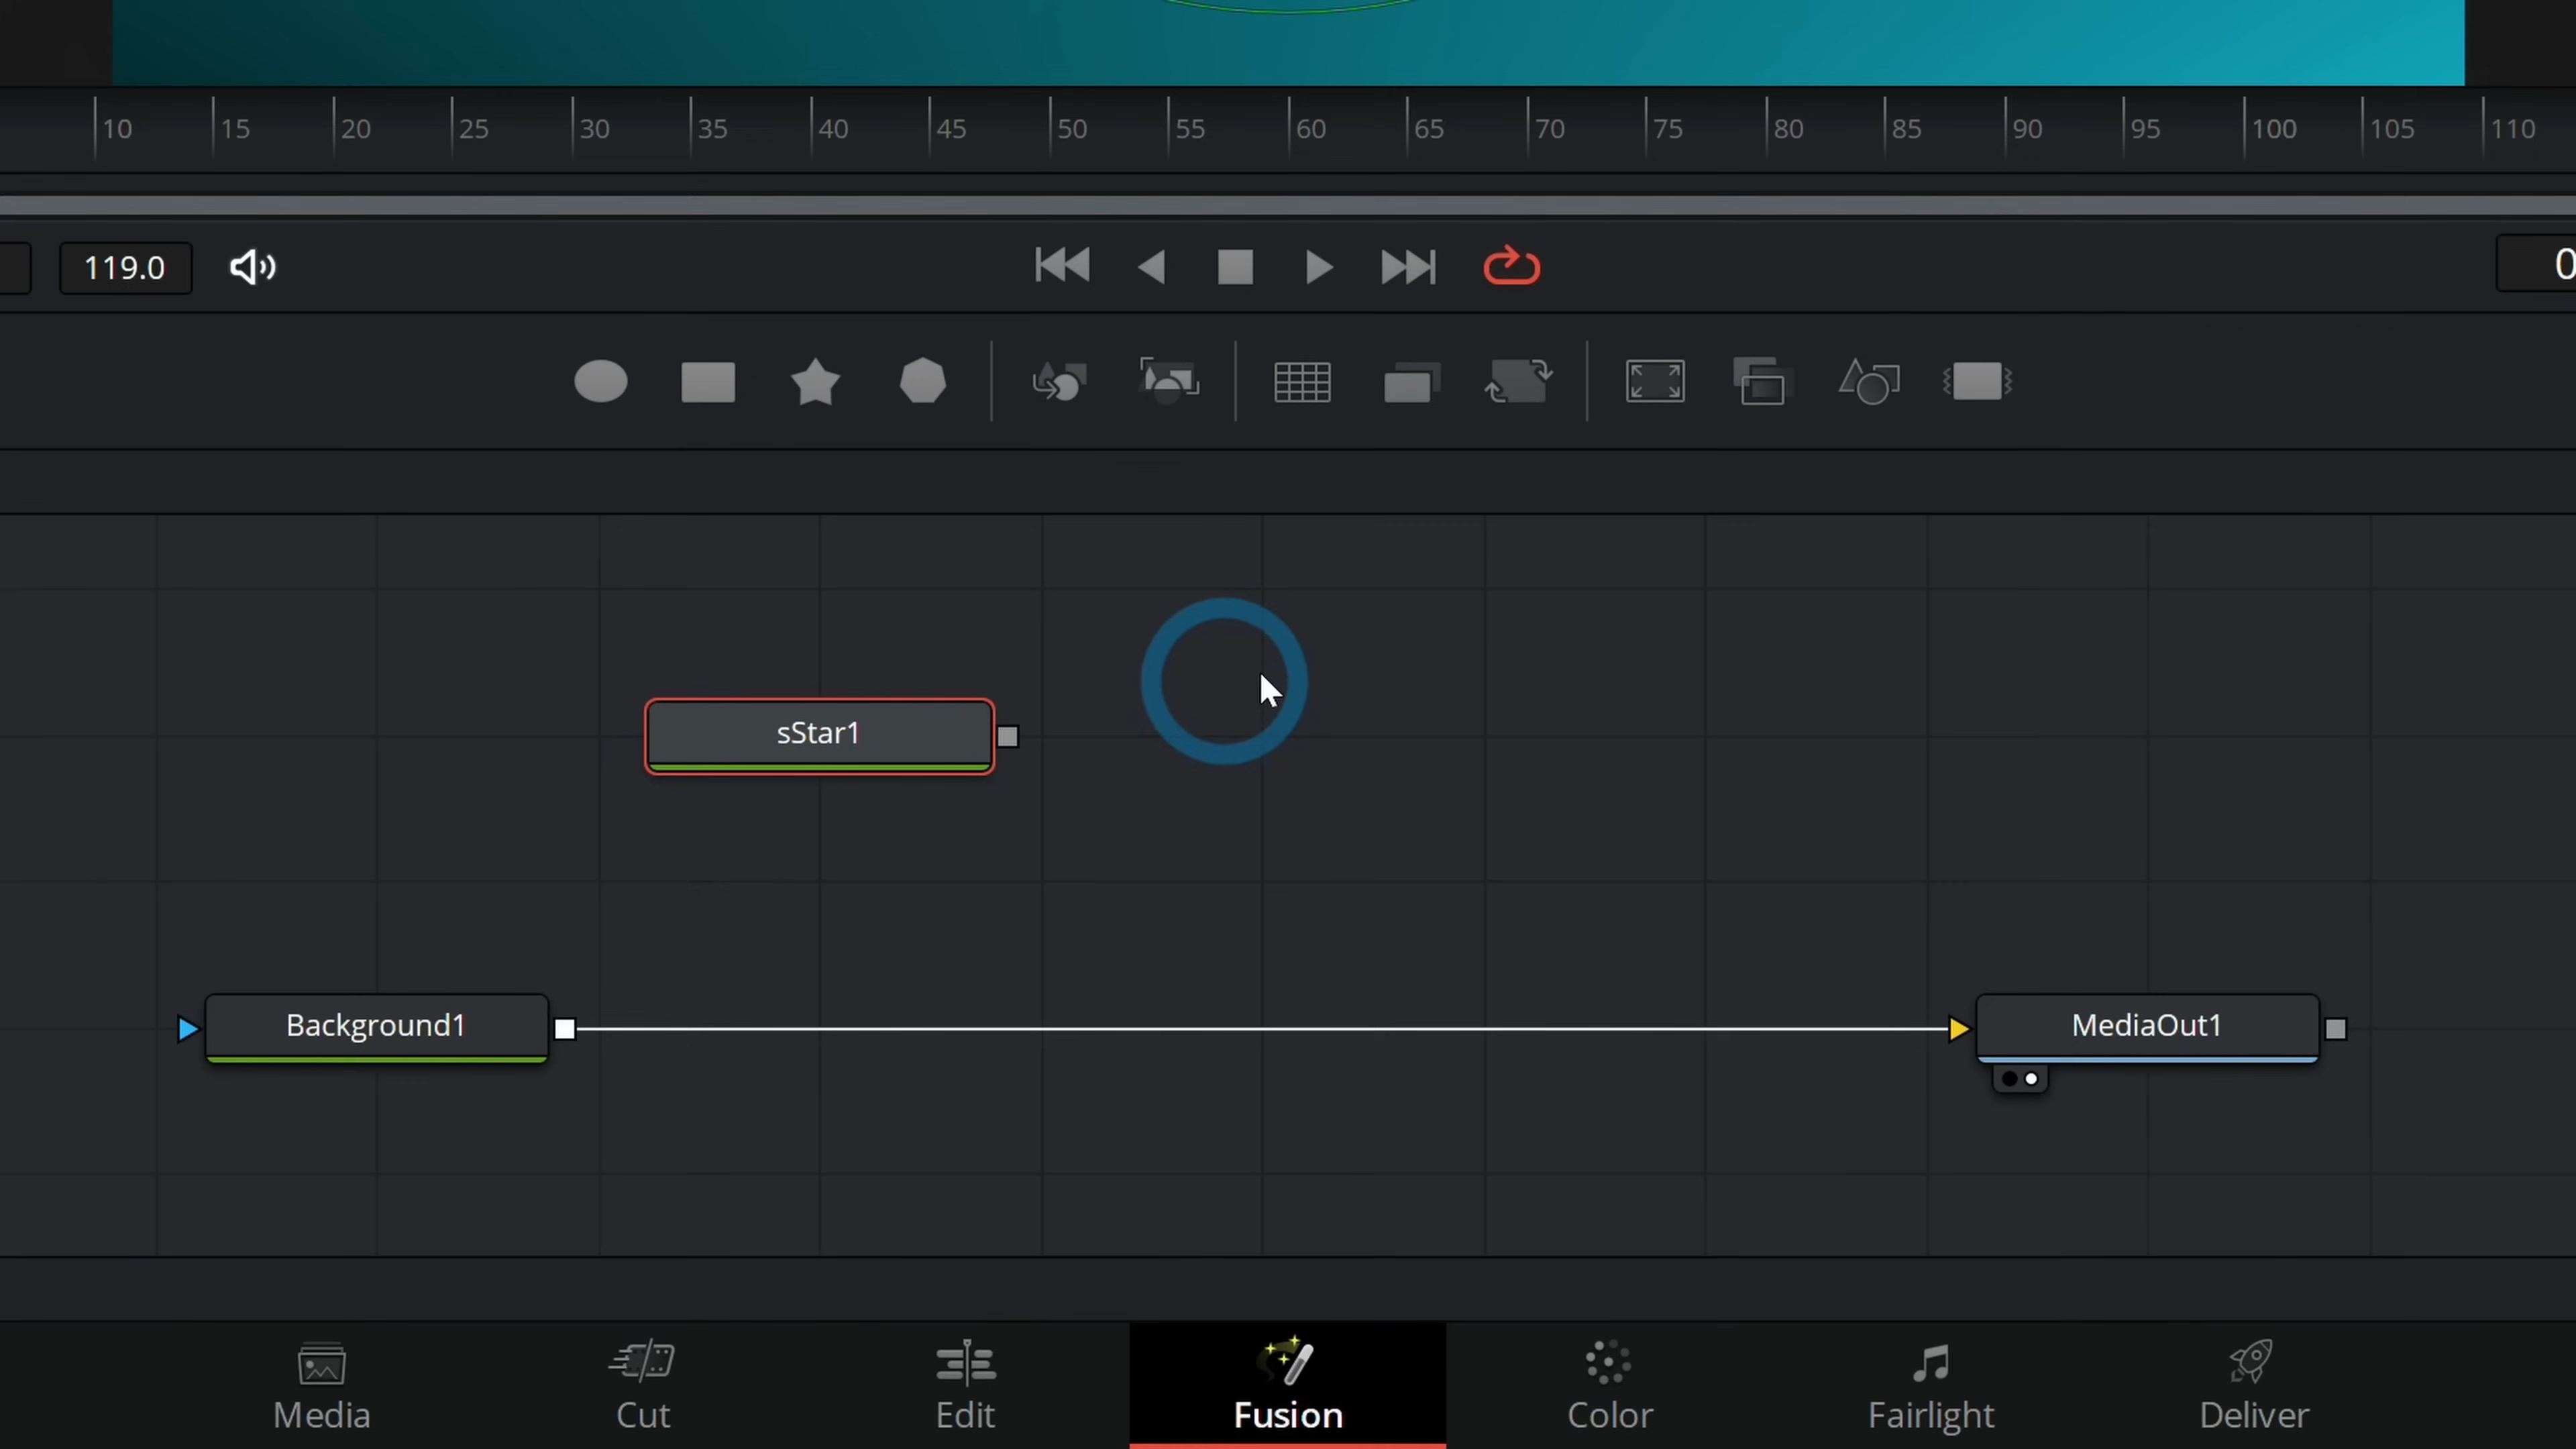 10 15 20 25 30 35 40 45 50 55 60 65 70 75 80 85 90 95 100 105 110
119.0
0
sStar1
Background1
MediaOut1
Media
Cut
Edit
Fusion
Color
Fairlight
Deliver